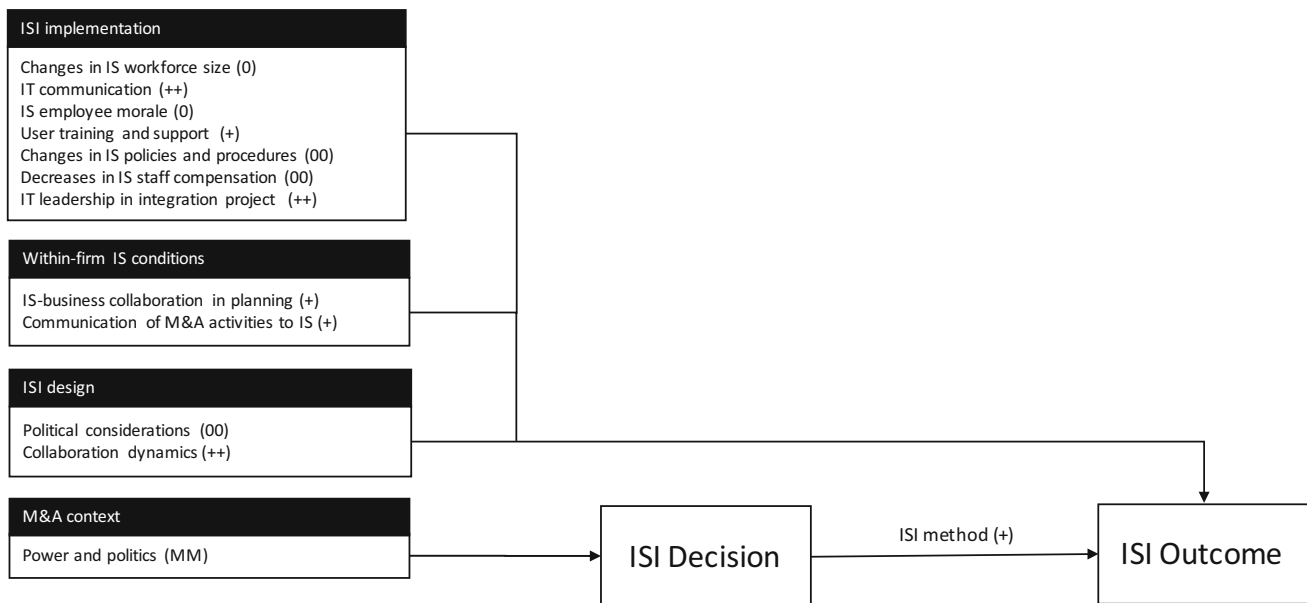 ISI implementation
Changes in IS workforce size (0)
IT communication (++)
IS employee morale (0)
User training and support (+)
Changes in IS policies and procedures (00)
Decreases in IS staff compensation (00)
IT leadership in integration project (++)
Within-firm IS conditions
IS-business collaboration in planning (+)
Communication of M&A activities to IS (+)
ISI design
Political considerations (00)
Collaboration dynamics (++)
M&A context
Power and politics (MM)
ISI Decision
ISI method (+)
ISI Outcome